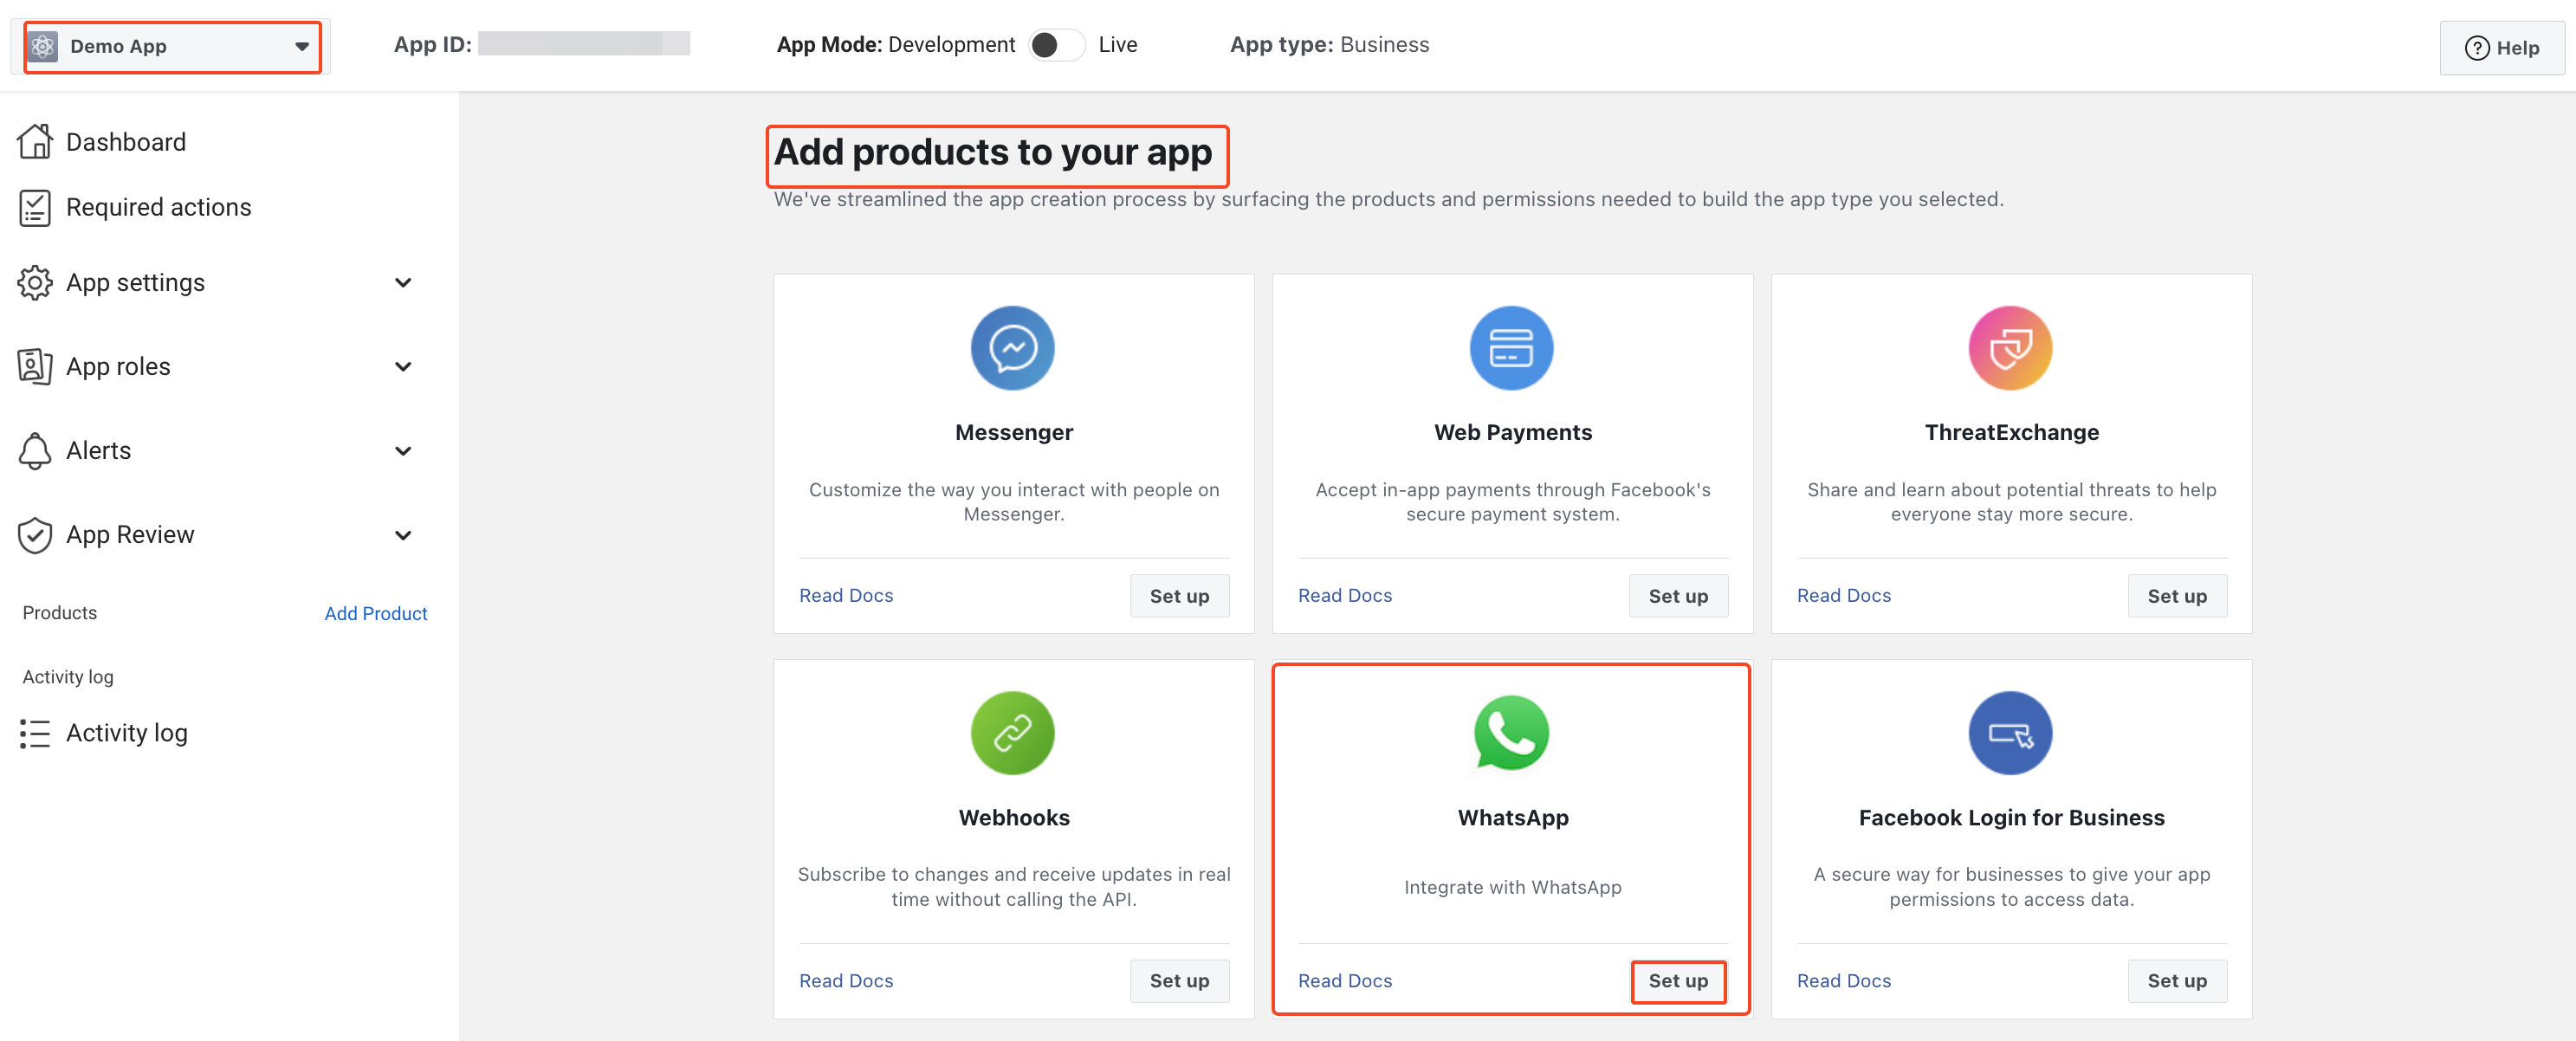 Demo App
App ID:
App Mode: Development
Live
App type: Business
Help
Dashboard
Required actions
App settings
App roles
Alerts
App Review
Products
Add Product
Activity log
Activity log
Add products to your app
We've streamlined the app creation process by surfacing the products and permissions needed to build the app type you selected.
Messenger
Customize the way you interact with people on
Messenger.
Read Docs
Set up
Web Payments
Accept in-app payments through Facebook's
secure payment system.
Read Docs
Set up
ThreatExchange
Share and learn about potential threats to help
everyone stay more secure.
Read Docs
Set up
Webhooks
Subscribe to changes and receive updates in real
time without calling the API.
Read Docs
Set up
WhatsApp
Integrate with WhatsApp
Read Docs
Set up
Facebook Login for Business
A secure way for businesses to give your app
permissions to access data.
Read Docs
Set up